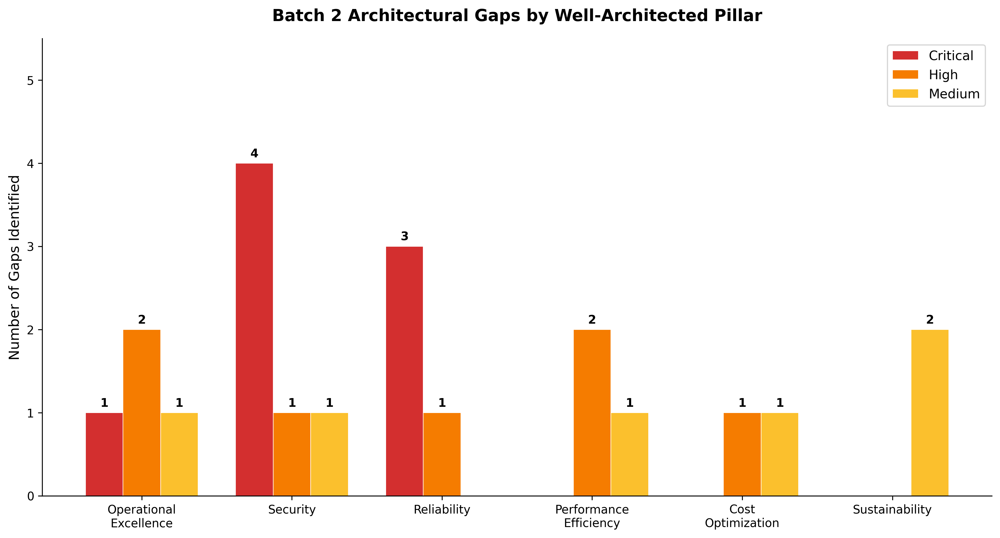 Batch 2 Architectural Gaps by Well-Architected Pillar
Number of Gaps Identified
5
4
3
2
1
0
Critical
High
Medium
1
2
1
4
1
1
3
1
2
1
1
1
2
Operational
Excellence
Security
Reliability
Performance
Efficiency
Cost
Optimization
Sustainability